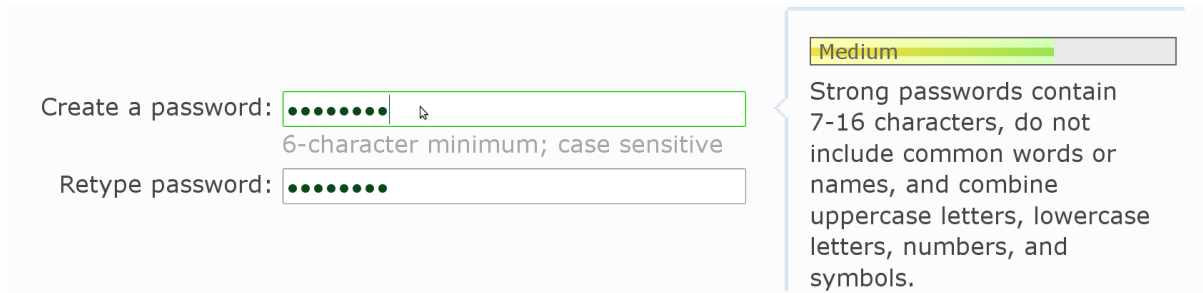 Create a password: ••••••••
6-character minimum; case sensitive
Retype password: ••••••••
Medium
Strong passwords contain
7-16 characters, do not
include common words or
names, and combine
uppercase letters, lowercase
letters, numbers, and
symbols.